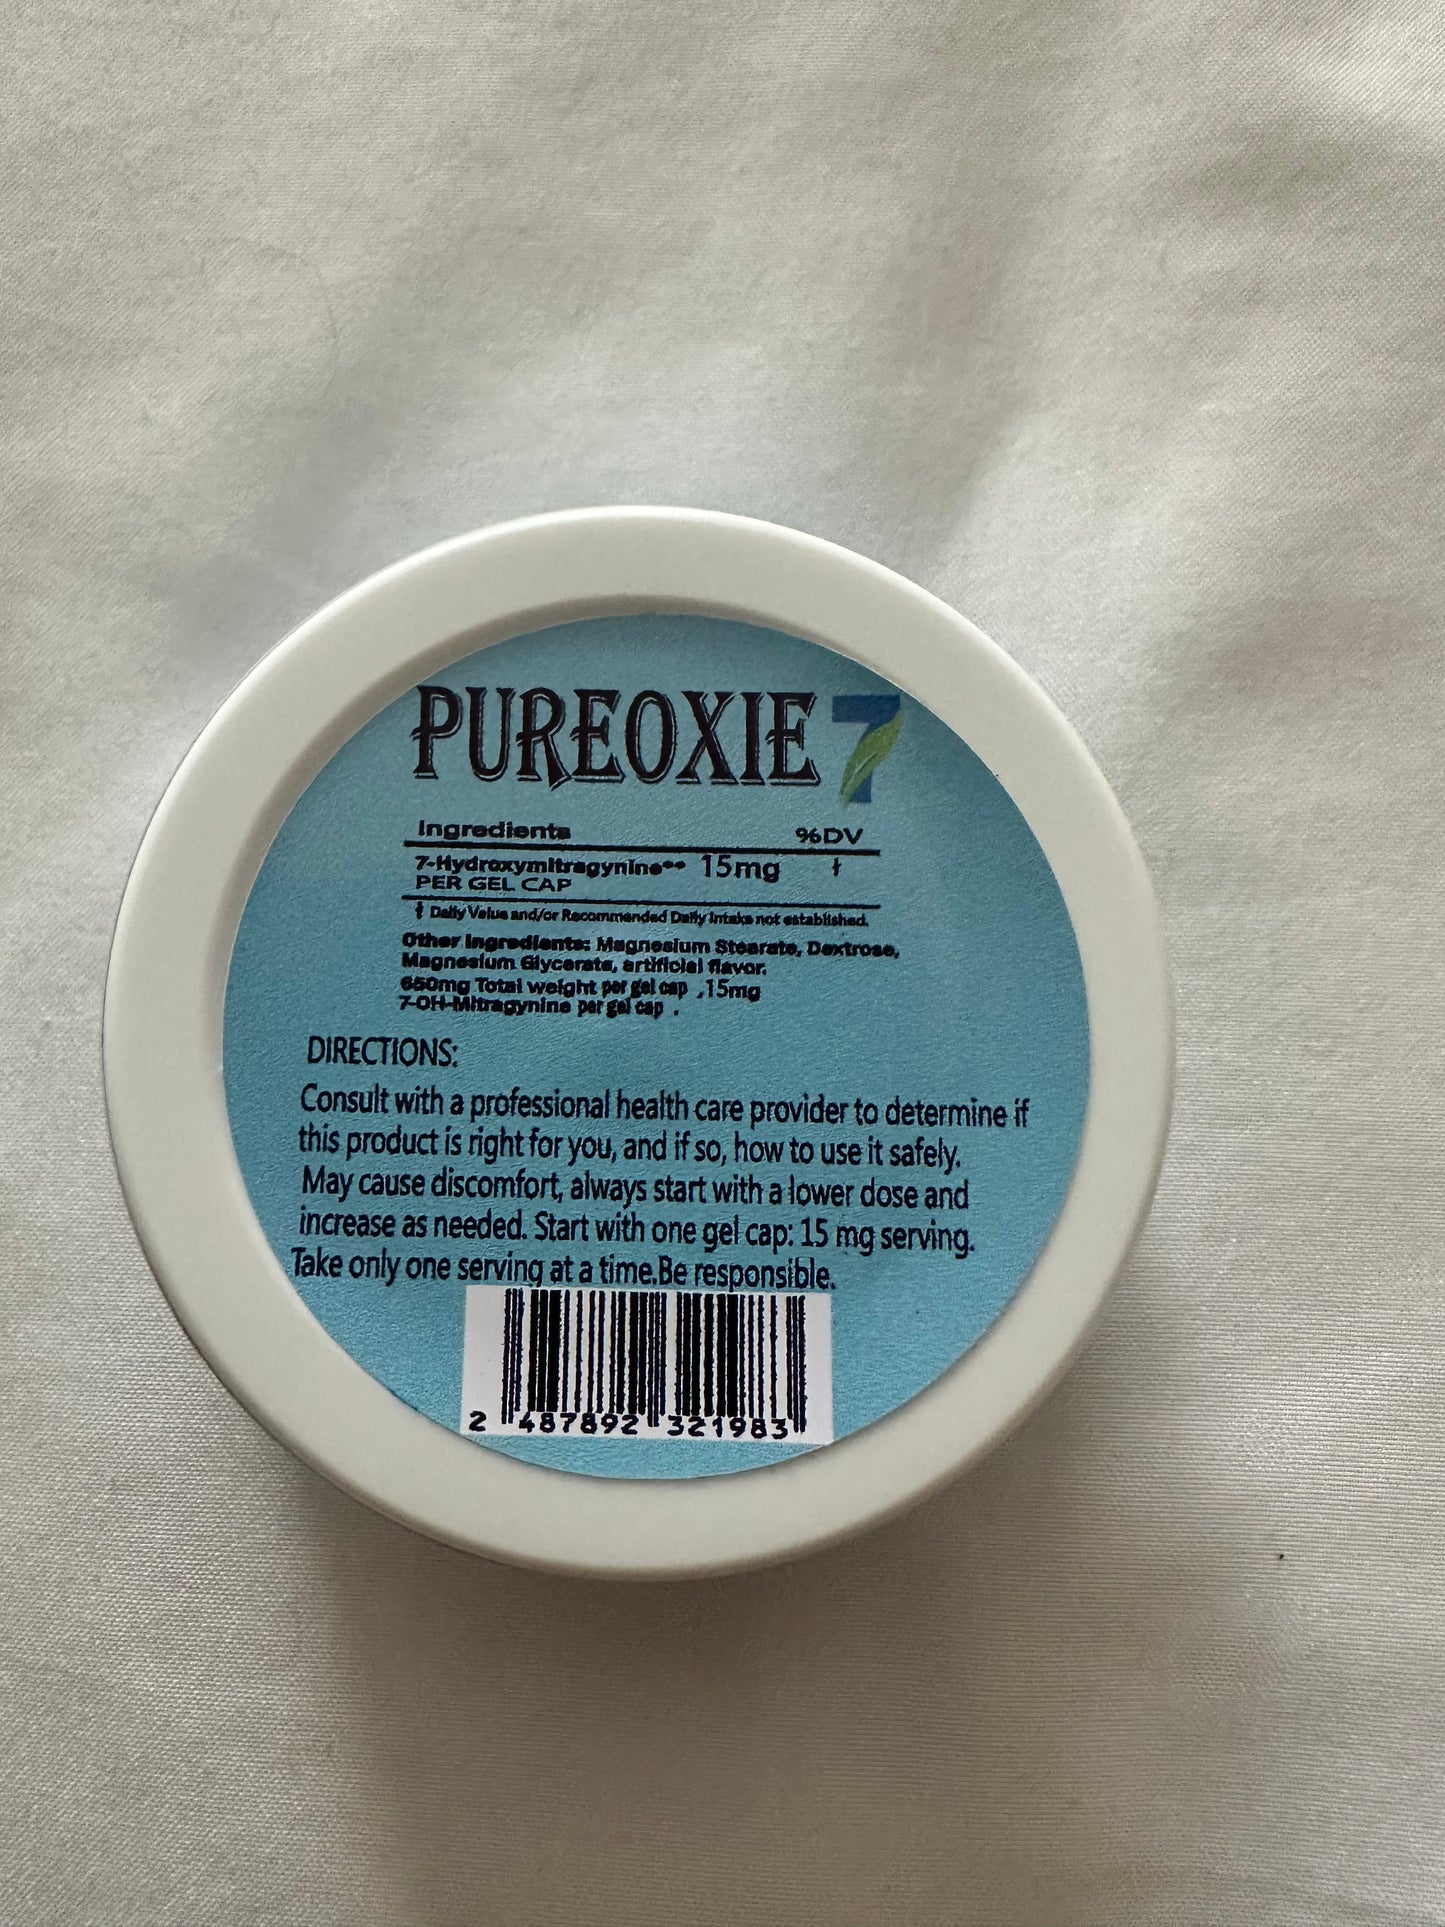 PUREOXIE 7
Ingredients %DV
7-Hydroxymitragynine** 15mg †
PER GEL CAP
† Daily Value and/or Recommended Daily Intake not established.
Other Ingredients: Magnesium Stearate, Dextrose,
Magnesium Glycerate, artificial flavor.
650mg Total weight per gel cap ,15mg
7-OH-Mitragynine per gel cap .
DIRECTIONS:
Consult with a professional health care provider to determine if
this product is right for you, and if so, how to use it safely.
May cause discomfort, always start with a lower dose and
increase as needed. Start with one gel cap: 15 mg serving.
Take only one serving at a time.Be responsible.
2 487892 321983